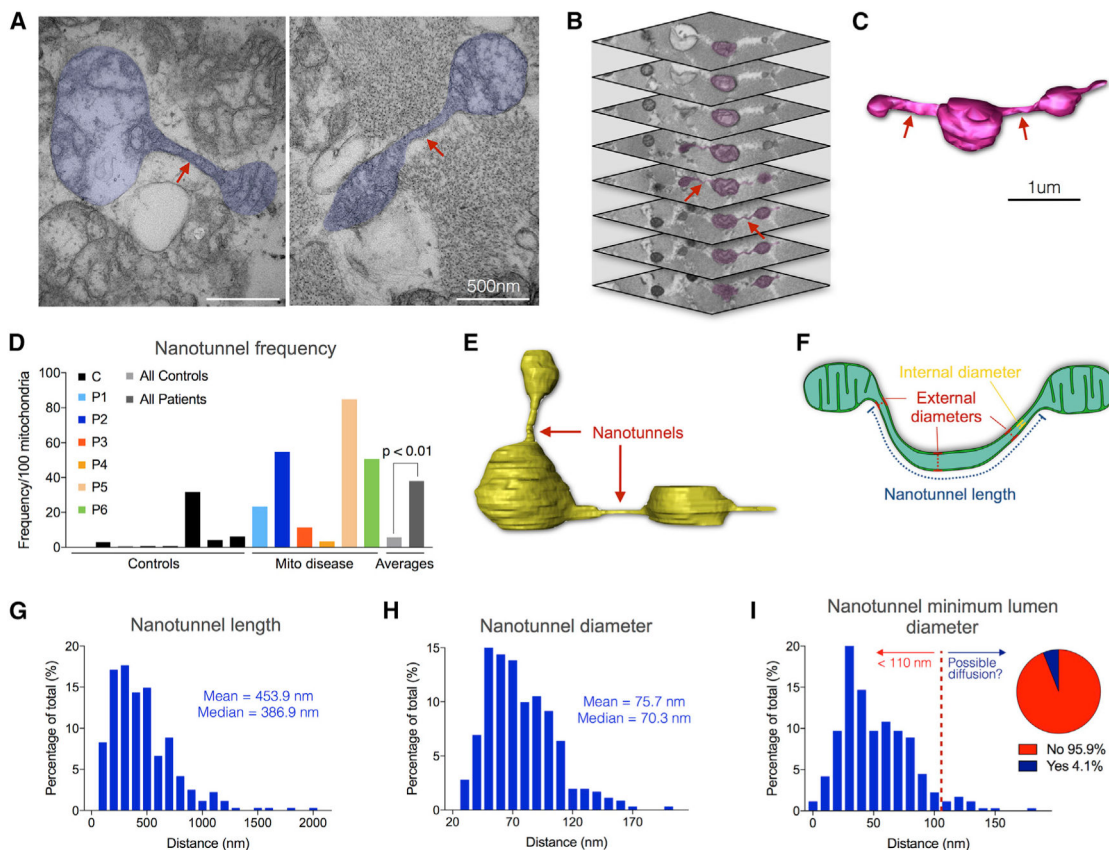 A
500nm
B
C
1um
D
Nanotunnel frequency
Frequency/100 mitochondria
100
80
60
40
20
0
C
P1
P2
P3
P4
P5
P6
All Controls
All Patients
p < 0.01
Controls
Mito disease
Averages
E
Nanotunnels
F
Internal diameter
External
diameters
Nanotunnel length
G
Nanotunnel length
Percentage of total (%)
20
15
10
5
0
Mean = 453.9 nm
Median = 386.9 nm
0
500
1000
1500
2000
Distance (nm)
H
Nanotunnel diameter
Percentage of total (%)
15
10
5
0
Mean = 75.7 nm
Median = 70.3 nm
20
70
120
170
Distance (nm)
I
Nanotunnel minimum lumen
diameter
Percentage of total (%)
20
15
10
5
0
< 110 nm
Possible
diffusion?
No 95.9%
Yes 4.1%
0
50
100
150
Distance (nm)